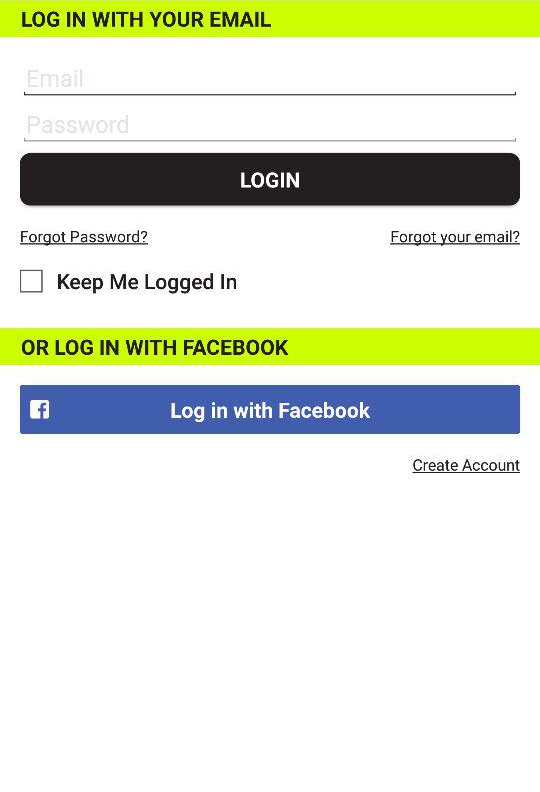 LOG IN WITH YOUR EMAIL
Email
Password
LOGIN
Forgot Password? Forgot your email?
Keep Me Logged In
OR LOG IN WITH FACEBOOK
Log in with Facebook
Create Account